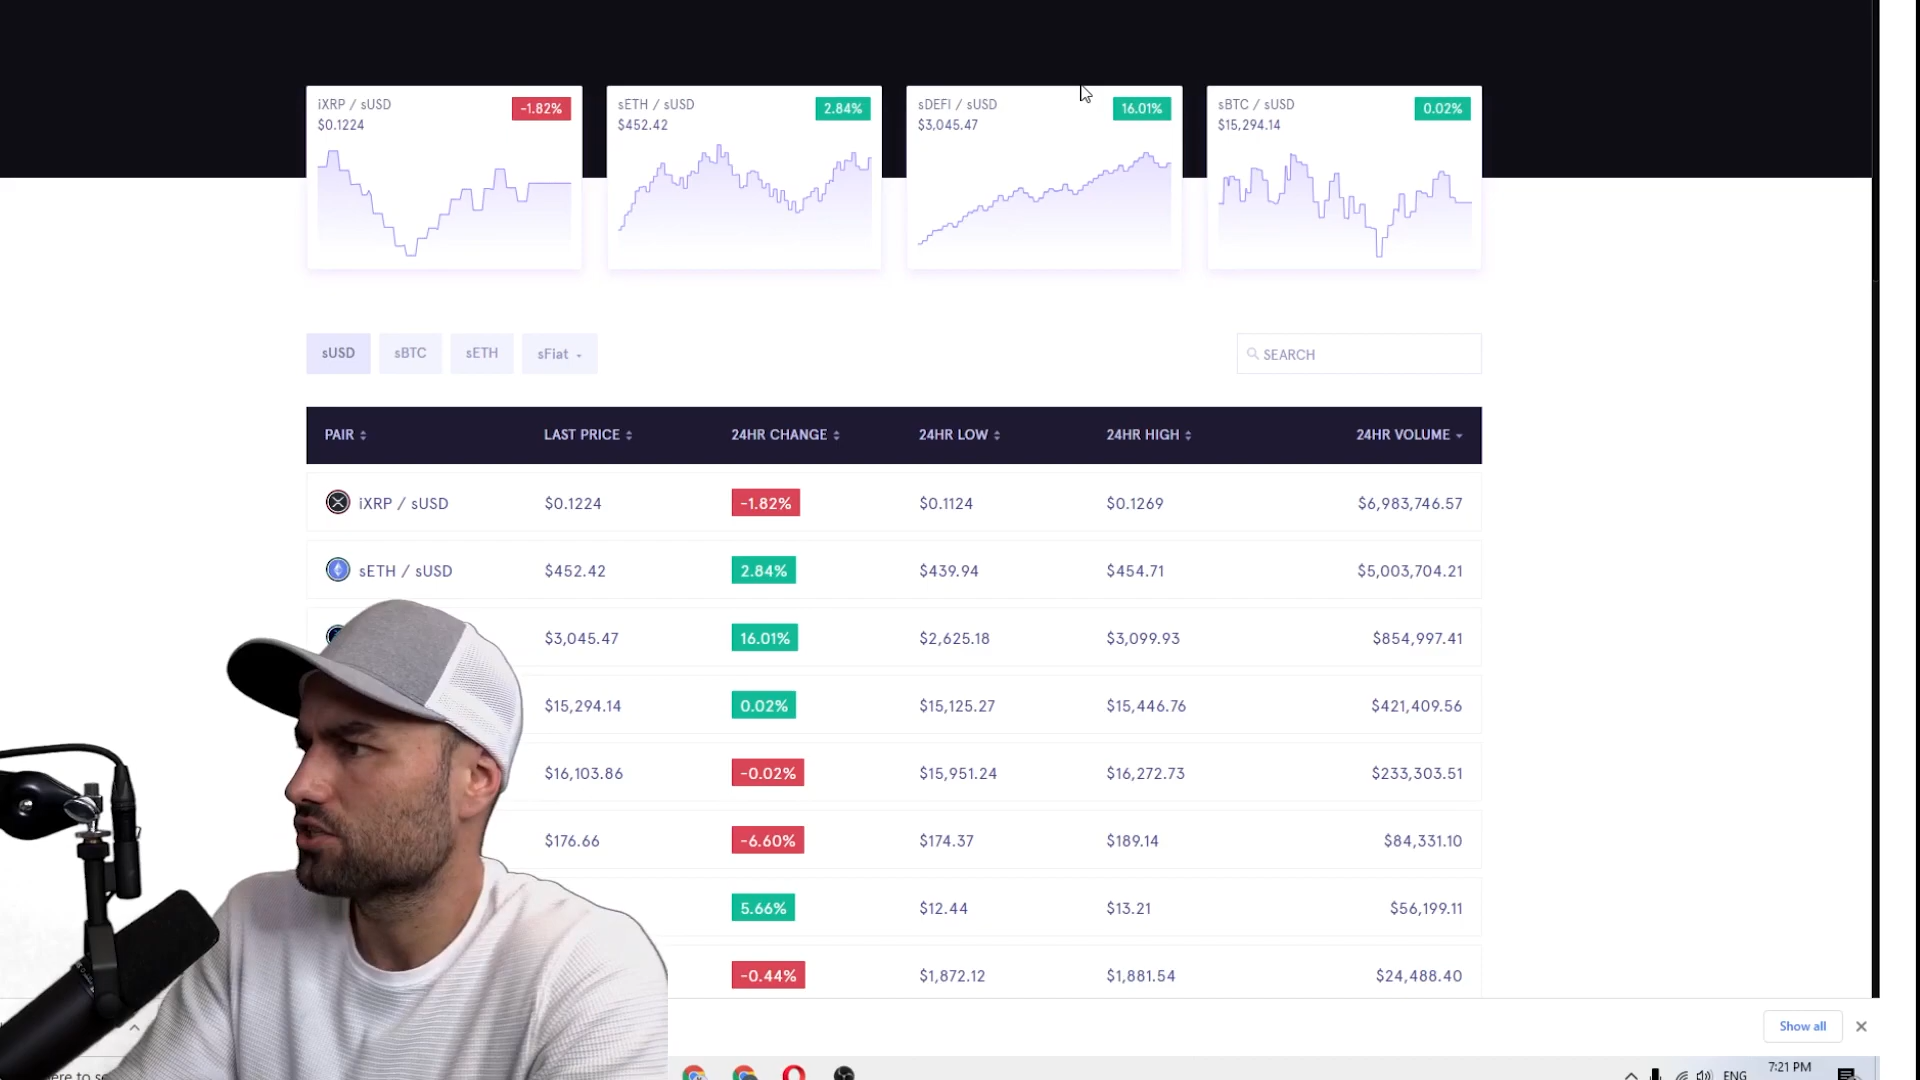 iXRP / sUSD
-1.82%
$0.1224
sETH / sUSD
2.84%
$452.42
sDEFI / sUSD
16.01%
$3,045.47
sBTC / sUSD
0.02%
$15,294.14
sUSD
sBTC
sETH
sFiat
SEARCH
PAIR LAST PRICE 24HR CHANGE 24HR LOW 24HR HIGH 24HR VOLUME
iXRP / sUSD $0.1224 -1.82% $0.1124 $0.1269 $6,983,746.57
sETH / sUSD $452.42 2.84% $439.94 $454.71 $5,003,704.21
$3,045.47 16.01% $2,625.18 $3,099.93 $854,997.41
$15,294.14 0.02% $15,125.27 $15,446.76 $421,409.56
$16,103.86 -0.02% $15,951.24 $16,272.73 $233,303.51
$176.66 -6.60% $174.37 $189.14 $84,331.10
5.66% $12.44 $13.21 $56,199.11
-0.44% $1,872.12 $1,881.54 $24,488.40
Show all
ENG
7:21 PM